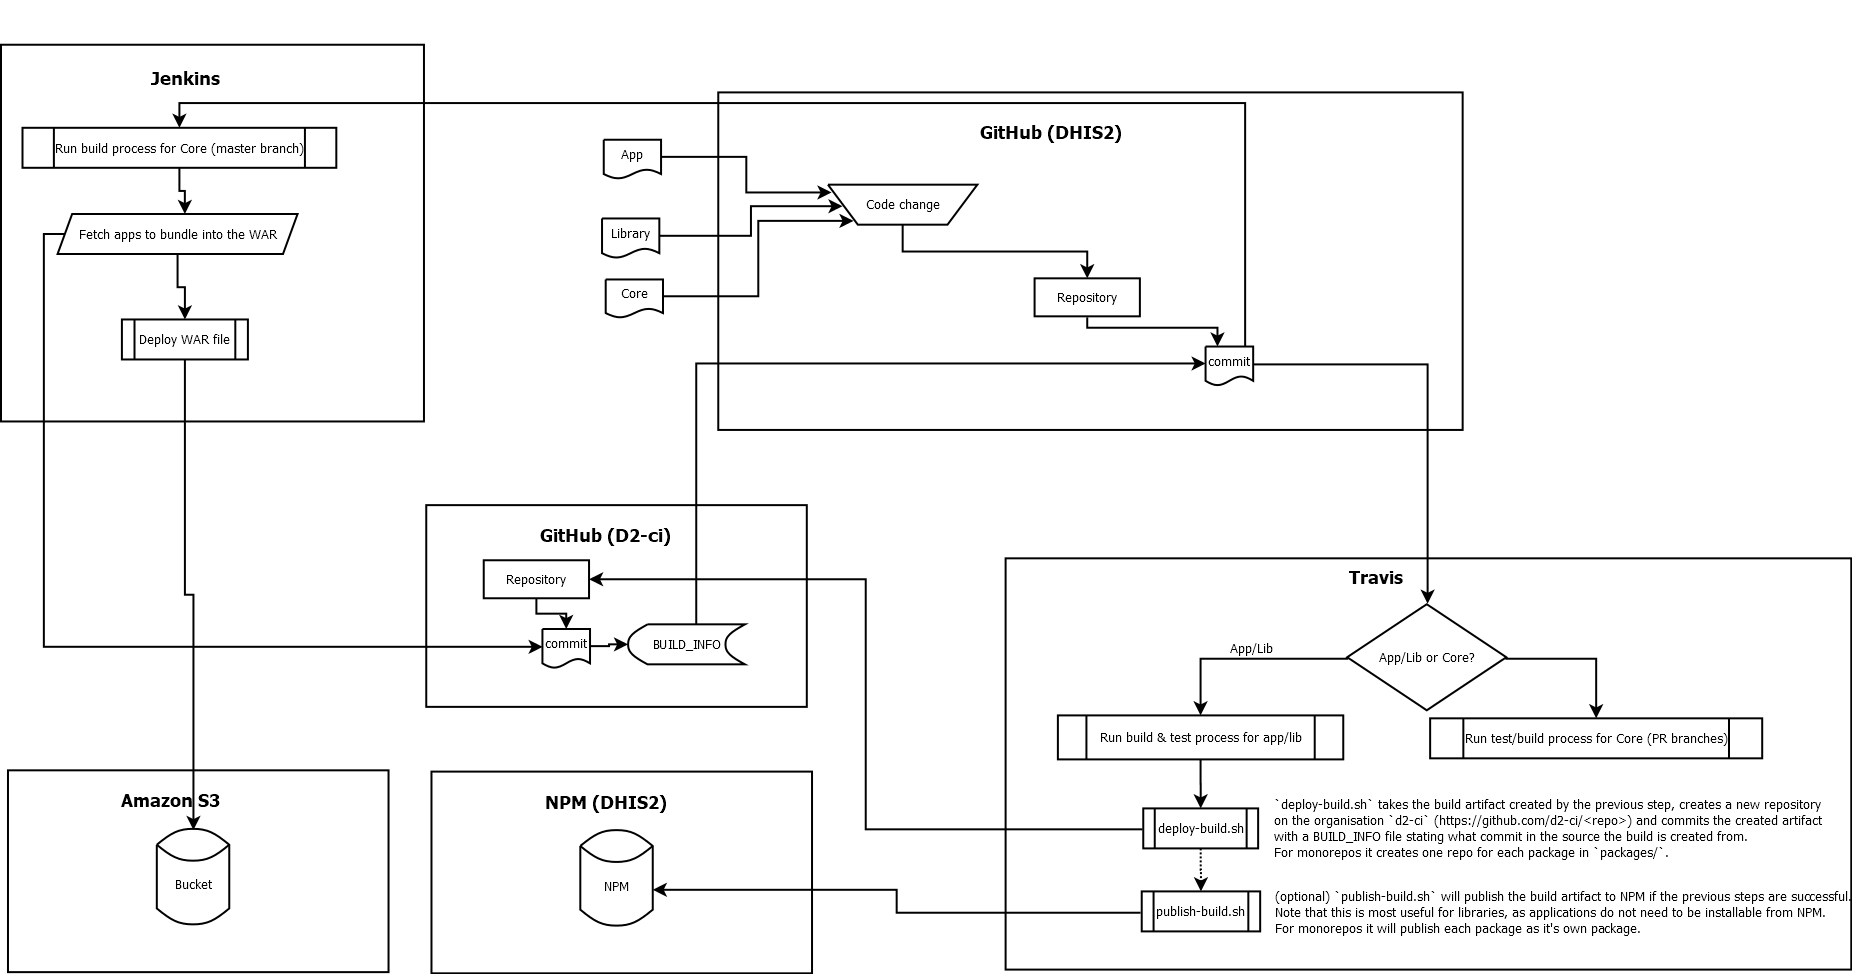 Jenkins
Run build process for Core (master branch)
Fetch apps to bundle into the WAR
Deploy WAR file
GitHub (DHIS2)
App
Library
Core
Code change
Repository
commit
GitHub (D2-ci)
Repository
commit
BUILD_INFO
Travis
App/Lib or Core?
App/Lib
Run build & test process for app/lib
Run test/build process for Core (PR branches)
deploy-build.sh
`deploy-build.sh` takes the build artifact created by the previous step, creates a new repository
on the organisation `d2-ci` (https://github.com/d2-ci/<repo>) and commits the created artifact
with a BUILD_INFO file stating what commit in the source the build is created from.
For monorepos it creates one repo for each package in `packages/`.
publish-build.sh
(optional) `publish-build.sh` will publish the build artifact to NPM if the previous steps are successful.
Note that this is most useful for libraries, as applications do not need to be installable from NPM.
For monorepos it will publish each package as it's own package.
Amazon S3
Bucket
NPM (DHIS2)
NPM